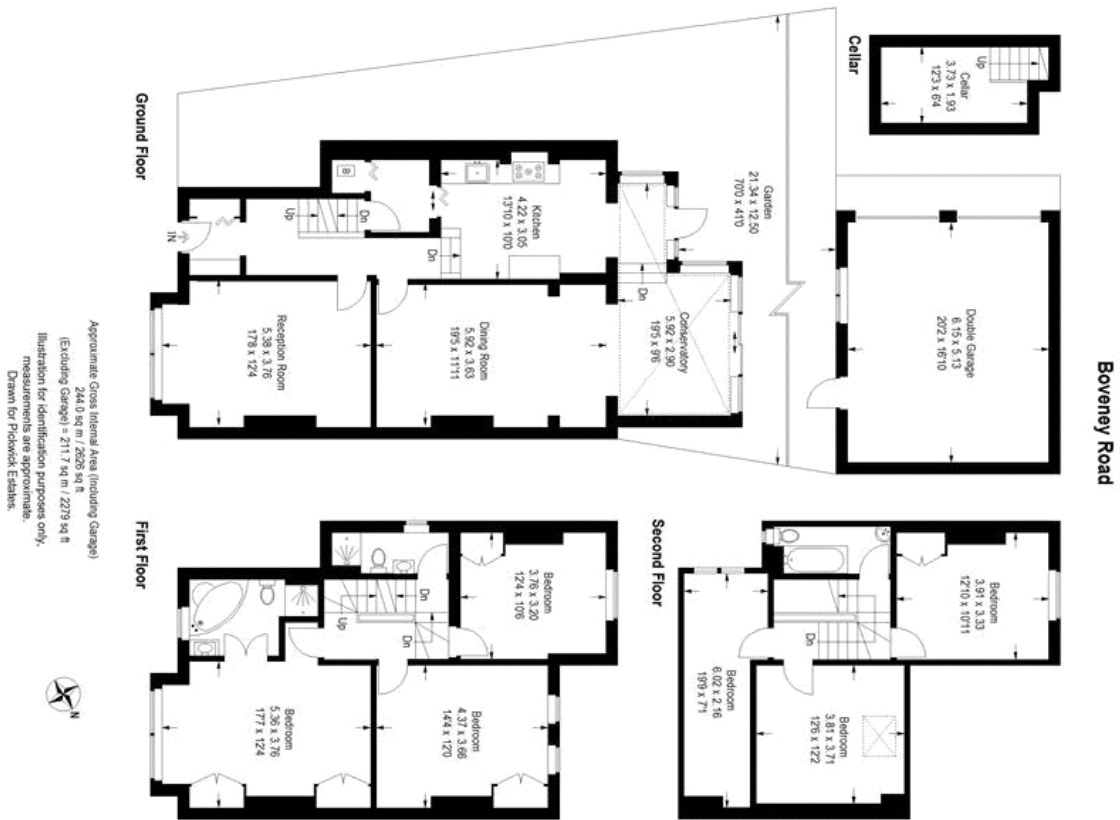 Boveney Road
Cellar
Cellar
3.73 x 1.93
12'3 x 6'4
Up
Double Garage
6.15 x 5.13
20'2 x 16'10
Garden
21.34 x 12.50
70'0 x 41'0
Conservatory
5.92 x 2.90
19'5 x 9'6
Dn
Kitchen
4.22 x 3.05
13'10 x 10'0
Dn
Dining Room
5.92 x 3.63
19'5 x 11'11
B
Dn
Up
Reception Room
5.38 x 3.76
17'8 x 12'4
IN
Ground Floor
Second Floor
Bedroom
3.91 x 3.33
12'10 x 10'11
Dn
Bedroom
3.81 x 3.71
12'6 x 12'2
Bedroom
6.02 x 2.16
19'9 x 7'1
First Floor
Bedroom
3.76 x 3.20
12'4 x 10'6
Dn
Dn
Up
Bedroom
4.37 x 3.66
14'4 x 12'0
Bedroom
5.36 x 3.76
17'7 x 12'4
Approximate Gross Internal Area (Including Garage)
244.0 sq m / 2626 sq ft
(Excluding Garage) = 211.7 sq m / 2279 sq ft
Illustration for identification purposes only,
measurements are approximate.
Drawn for Pickwick Estates.
N